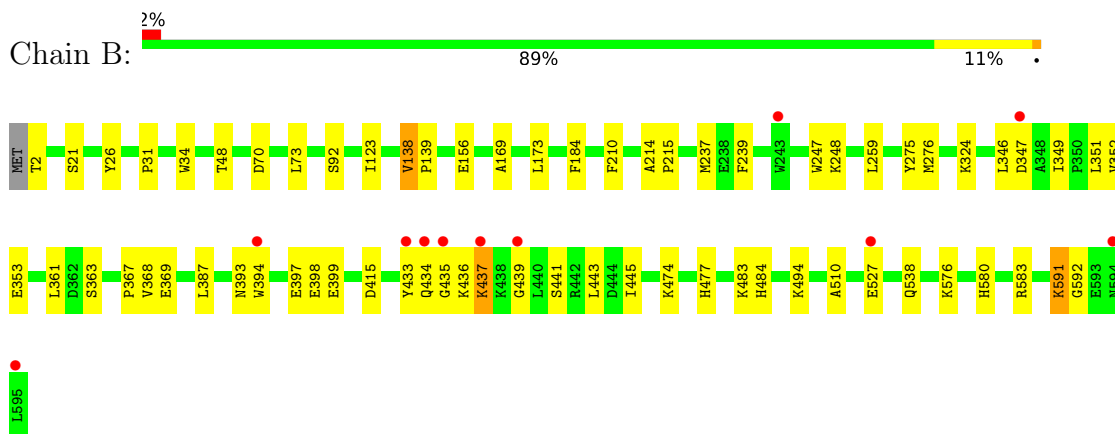 2%
Chain B:
89% 11% •
MET T2 S21 Y26 P31 W34 T48 D70 L73 S92 I123 V138 P139 E156 A169 L173 F184 F210 A214 P215 M237 E238 F239 W243 W247 K248 L259 Y275 M276 K324 L346 D347 A348 I349 P350 L351 V352
E353 L361 D362 S363 P367 V368 E369 L387 N393 W394 E397 E398 E399 D415 Y433 Q434 G435 K436 K437 K438 G439 L440 S441 R442 L443 D444 I445 K474 H477 K483 H484 K494 A510 E527 Q538 K576 H580 R583 K591 G592 E593 N594
L595